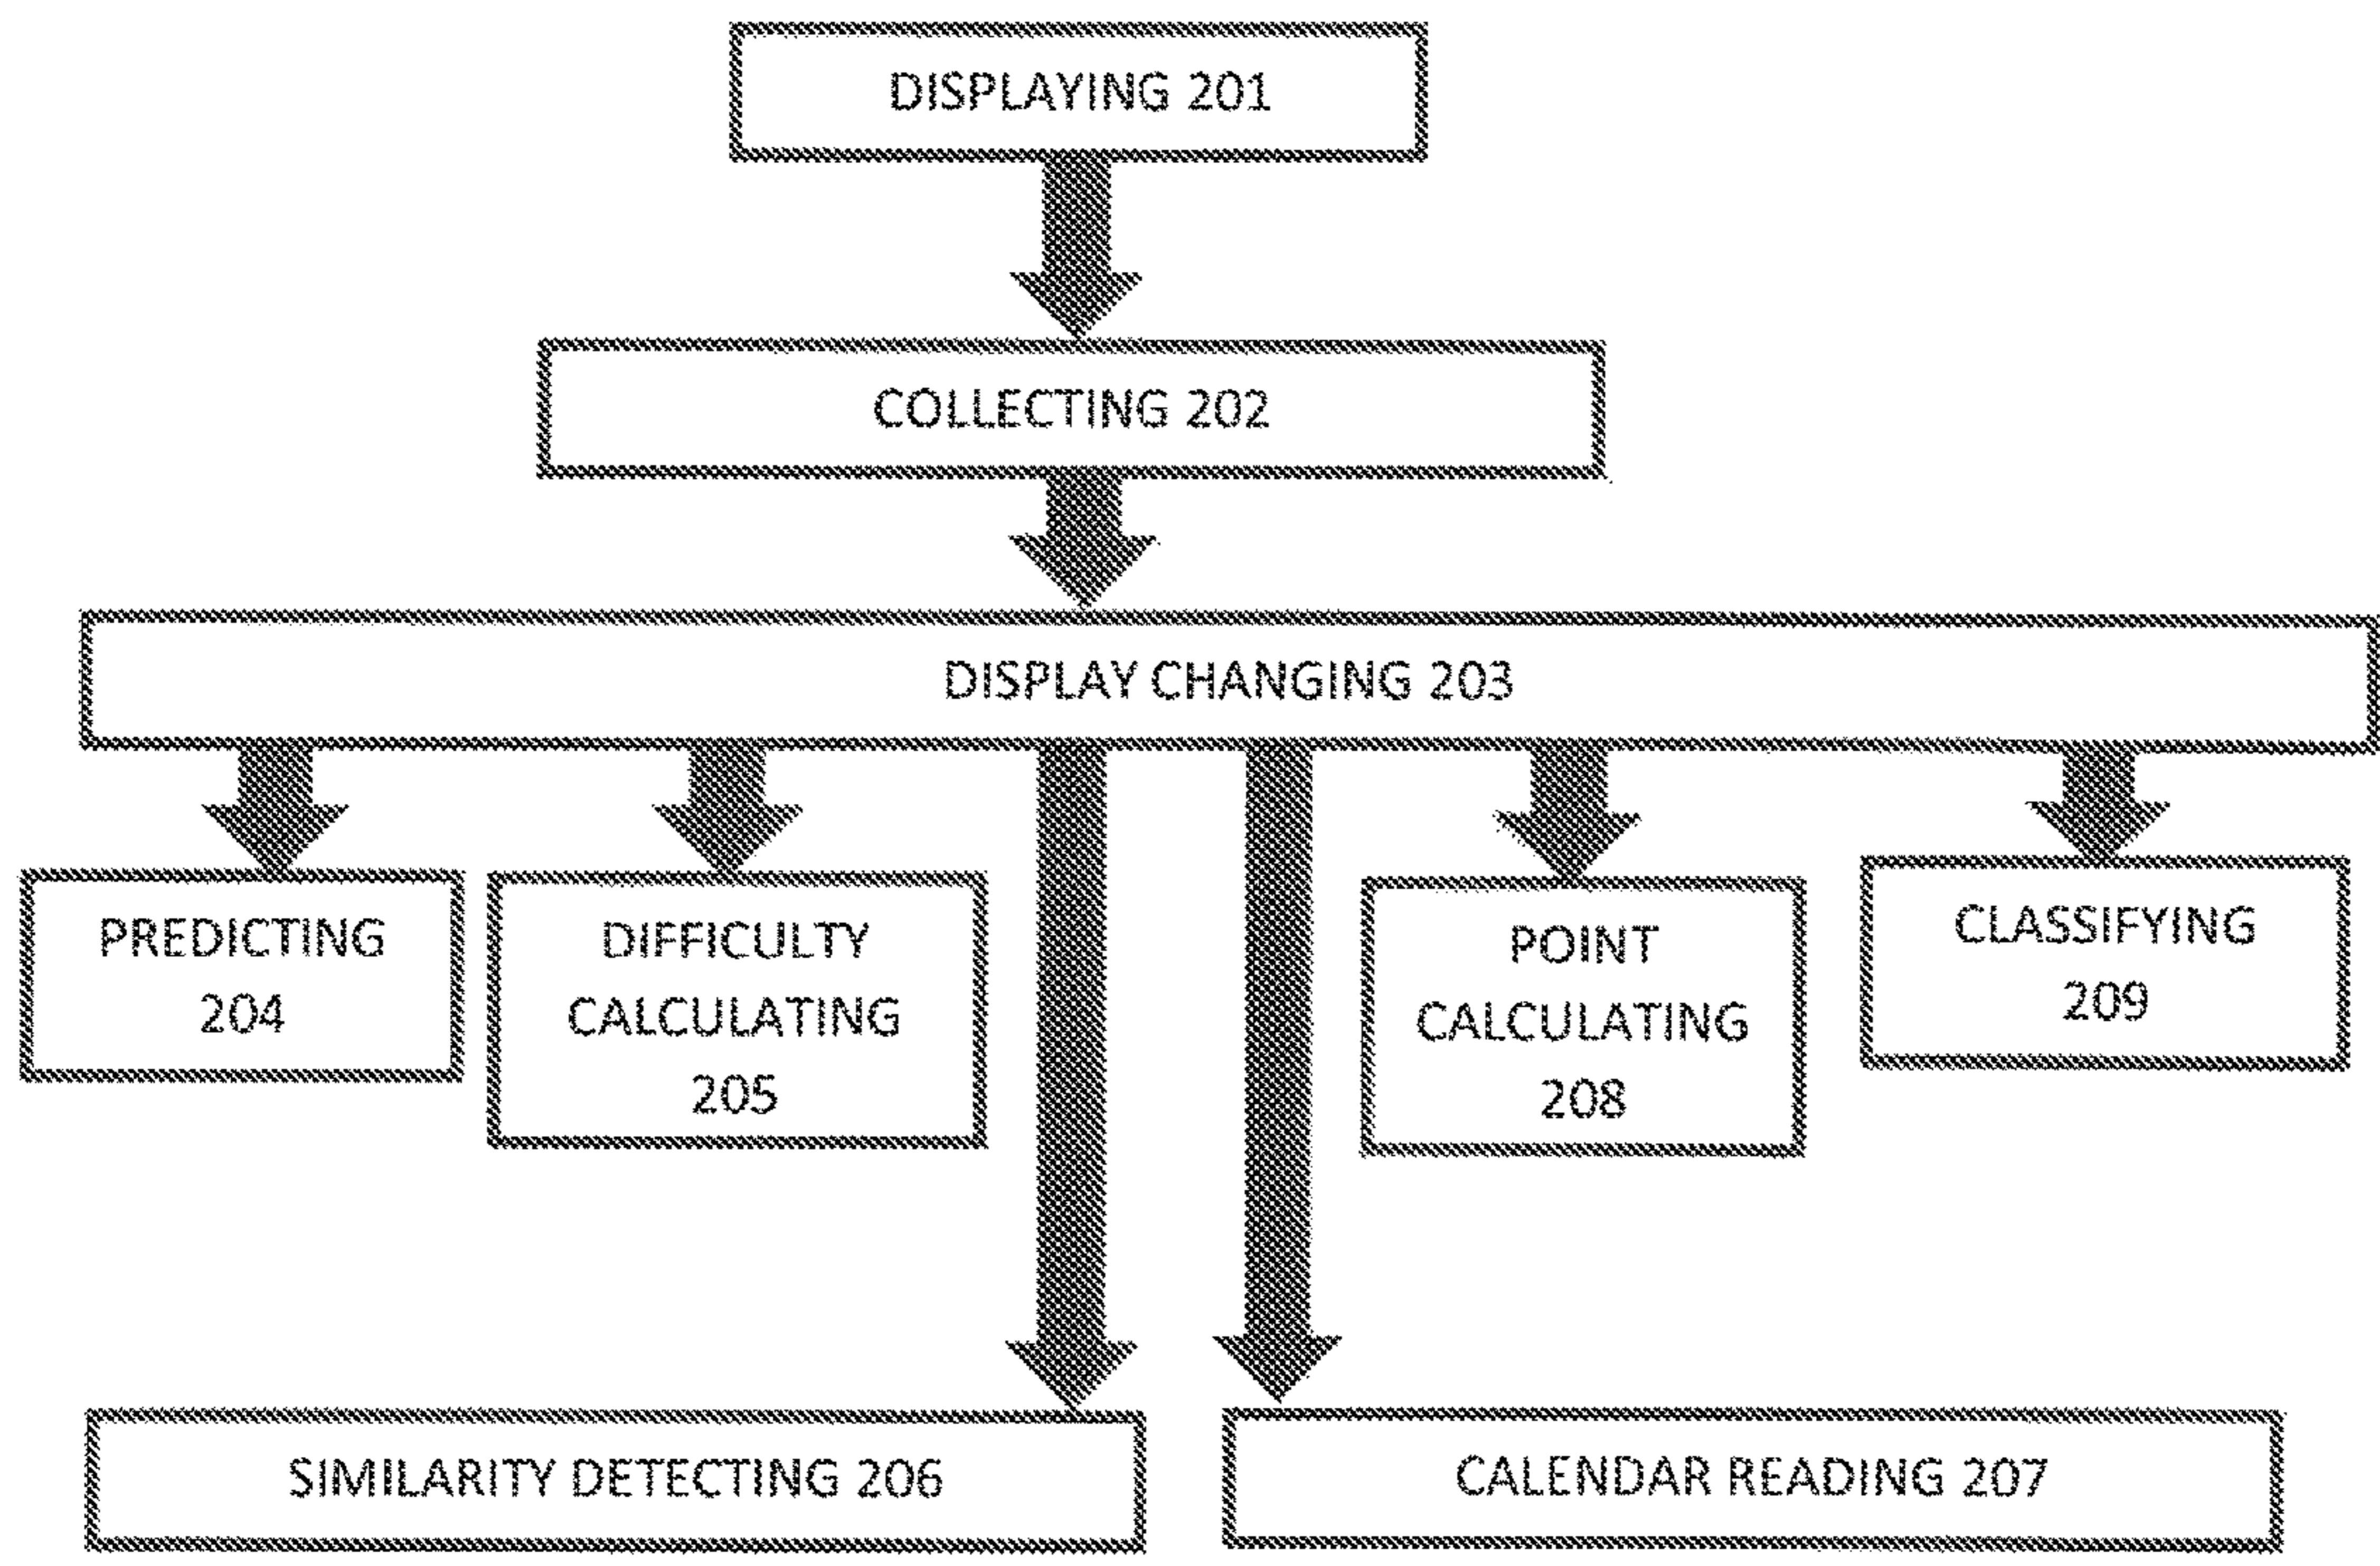 DISPLAYING 201
COLLECTING 202
DISPLAY CHANGING 203
PREDICTING
204
DIFFICULTY
CALCULATING
205
POINT
CALCULATING
208
CLASSIFYING
209
SIMILARITY DETECTING 206
CALENDAR READING 207